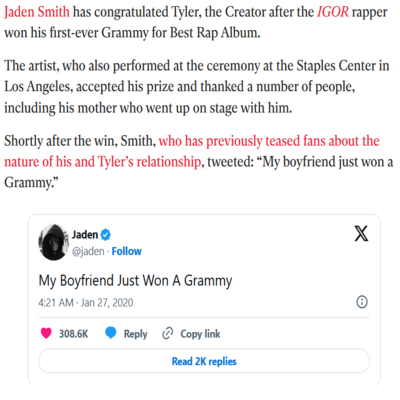 Jaden Smith has congratulated Tyler, the Creator after the IGOR rapper
won his first-ever Grammy for Best Rap Album.
The artist, who also performed at the ceremony at the Staples Center in
Los Angeles, accepted his prize and thanked a number of people,
including his mother who went up on stage with him.
Shortly after the win, Smith, who has previously teased fans about the
nature of his and Tyler’s relationship, tweeted: “My boyfriend just won a
Grammy.”
Jaden
@jaden · Follow
My Boyfriend Just Won A Grammy
4:21 AM · Jan 27, 2020
308.6K Reply Copy link
Read 2K replies